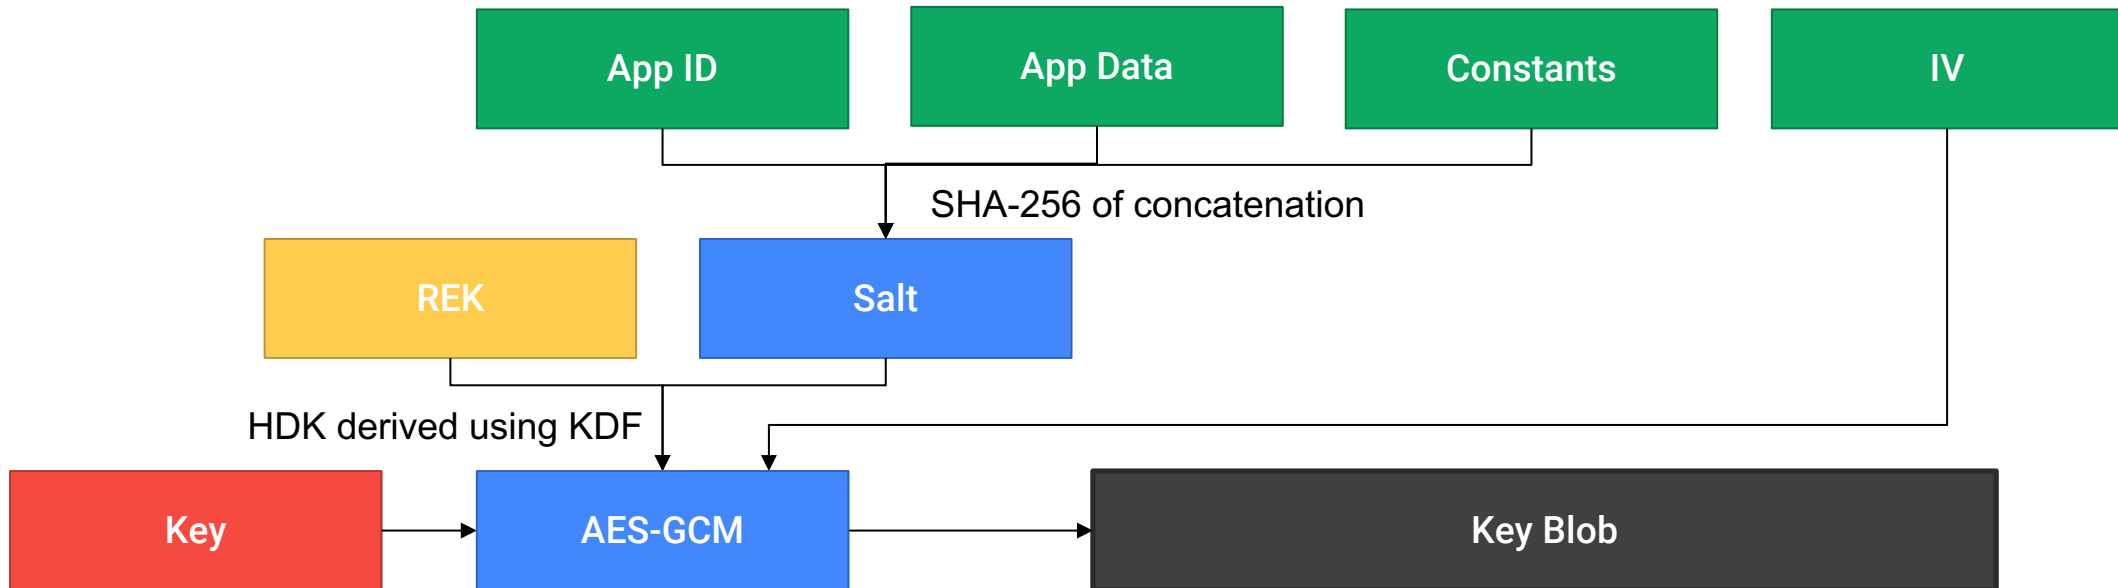 App ID
App Data
Constants
IV
SHA-256 of concatenation
REK
Salt
HDK derived using KDF
Key
AES-GCM
Key Blob